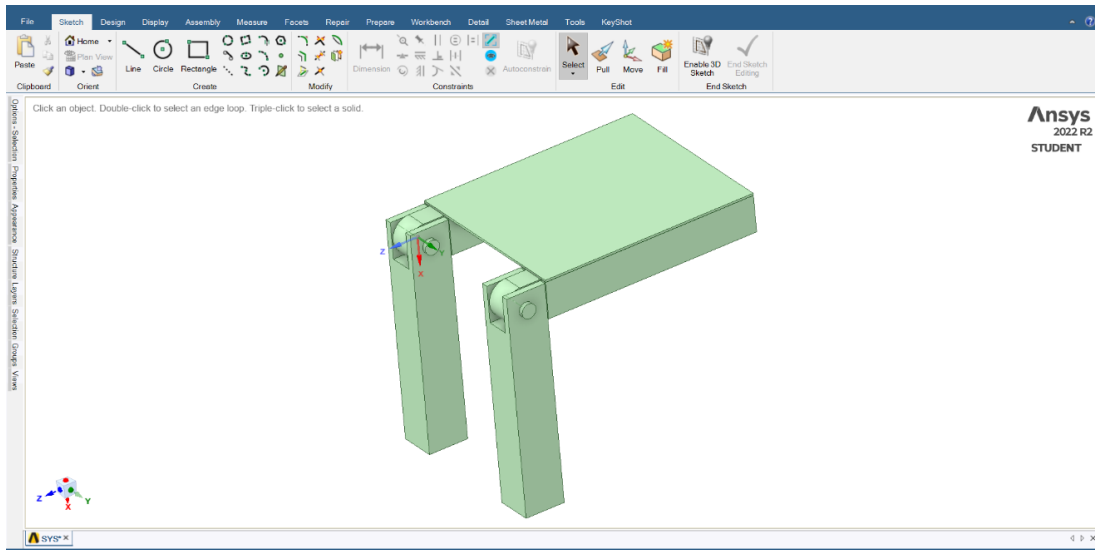 File Sketch Design Display Assembly Measure Facets Repair Prepare Workbench Detail Sheet Metal Tools KeyShot
Paste
Home
Plan View
Line Circle Rectangle
Dimension
Autoconstrain
Select Pull Move Fill
Enable 3D Sketch
End Sketch Editing
Clipboard Orient Create Modify Constraints Edit End Sketch
Click an object. Double-click to select an edge loop. Triple-click to select a solid.
Ansys
2022 R2
STUDENT
Options - Selection Properties Appearance Structure Layers Selection Groups Views
Z Y
X
Z Y
X
SYS*